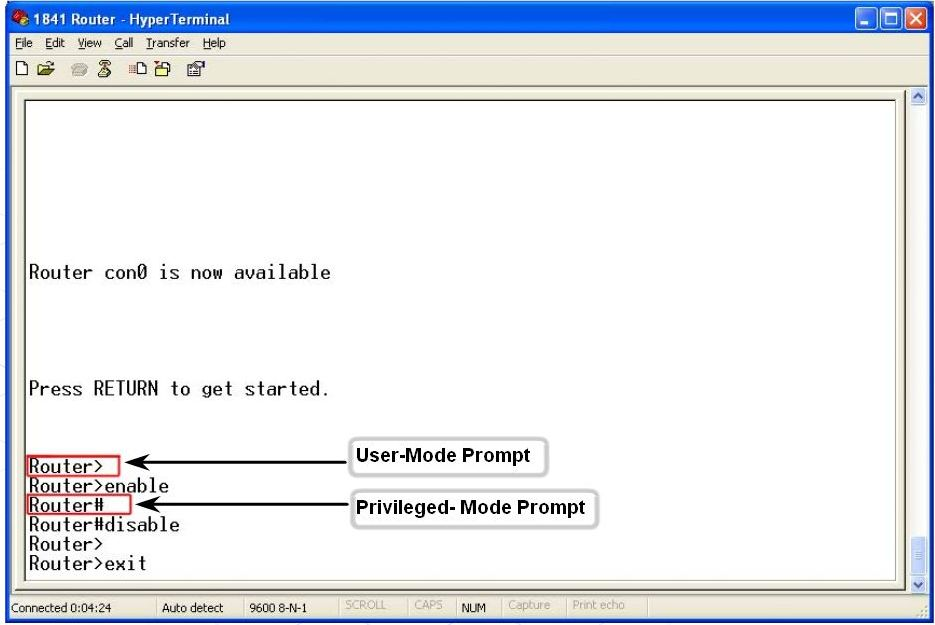 1841 Router - HyperTerminal
File Edit View Call Transfer Help
Router con0 is now available
Press RETURN to get started.
Router>
User-Mode Prompt
Router>enable
Router#
Privileged- Mode Prompt
Router#disable
Router>
Router>exit
Connected 0:04:24 Auto detect 9600 8-N-1 SCROLL CAPS NUM Capture Print echo